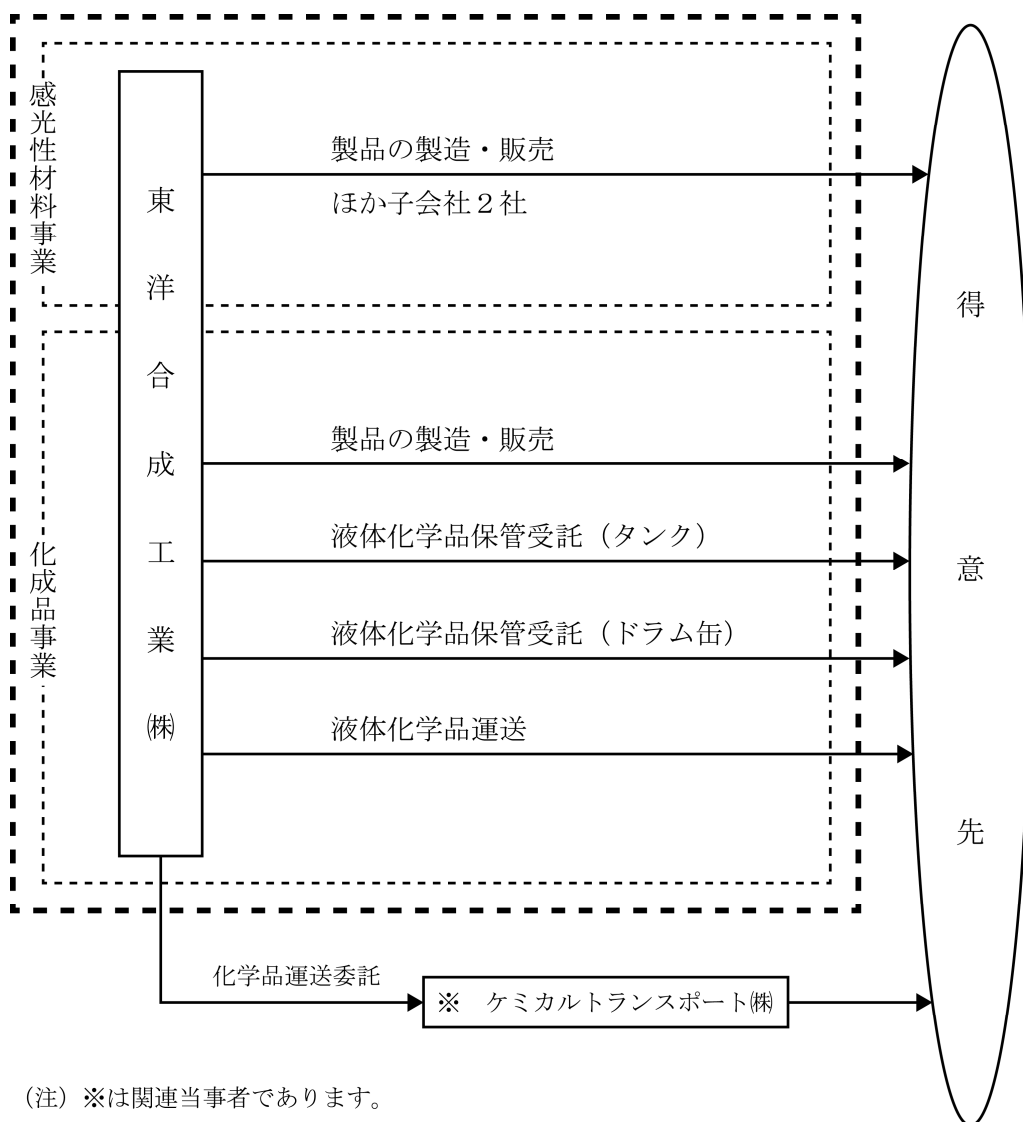 感光性材料事業
東洋合成工業㈱
製品の製造・販売
ほか子会社２社
得意先
化成品事業
製品の製造・販売
液体化学品保管受託（タンク）
液体化学品保管受託（ドラム缶）
液体化学品運送
化学品運送委託
※　ケミカルトランスポート㈱
（注）※は関連当事者であります。